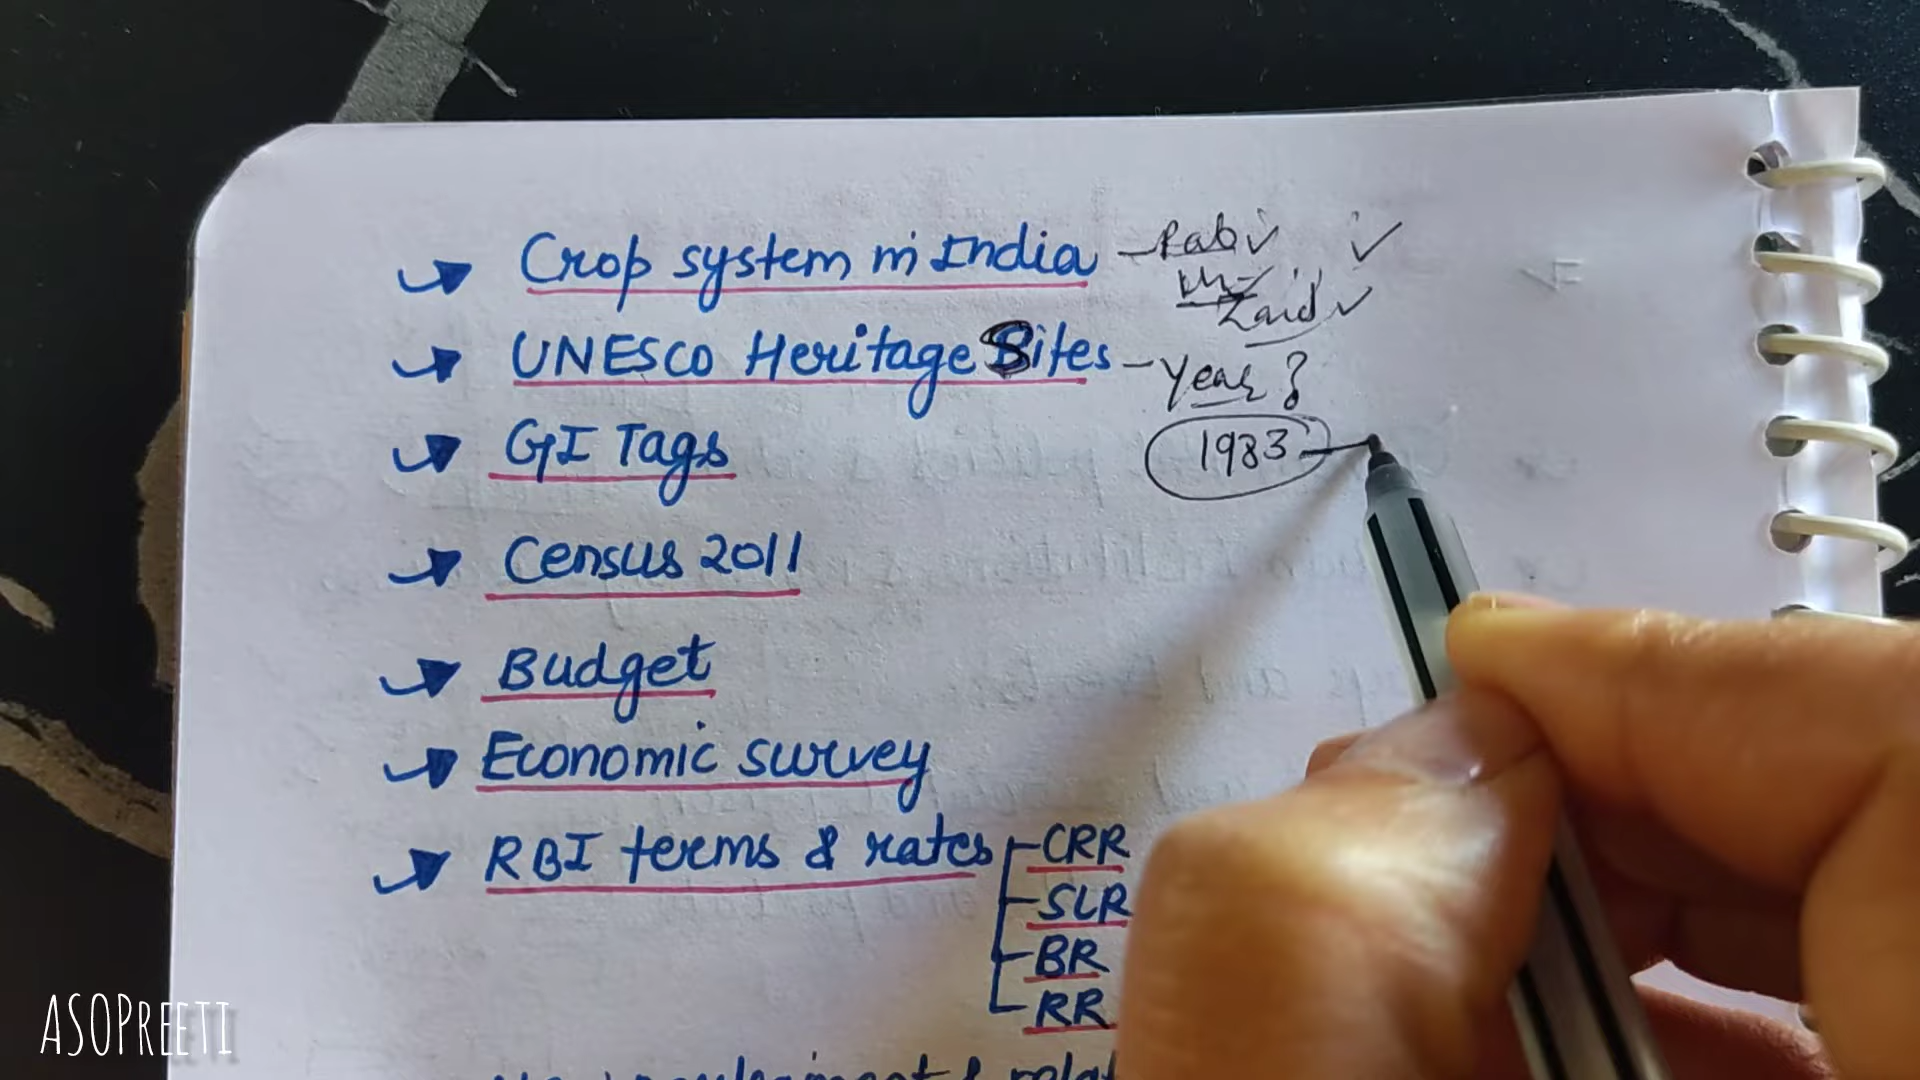 Crop system in India - Rabi
Zaid
UNESCO Heritage Sites - Year?
1983
GI Tags
Census 2011
Budget
Economic survey
RBI terms & rates
CRR
SLR
BR
RR
ASOPREETI